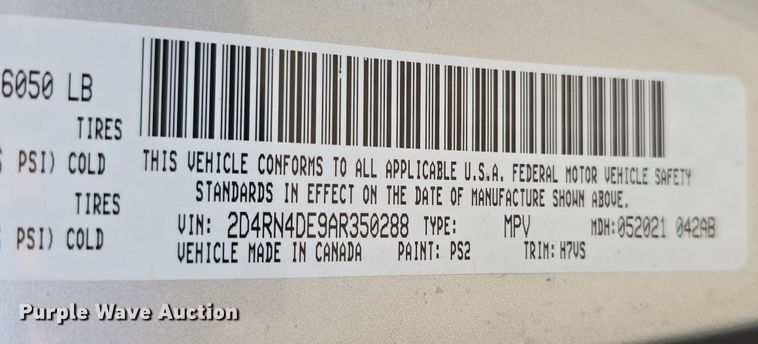 6050 LB
TIRES
PSI) COLD
TIRES
PSI) COLD
THIS VEHICLE CONFORMS TO ALL APPLICABLE U.S.A. FEDERAL MOTOR VEHICLE SAFETY
STANDARDS IN EFFECT ON THE DATE OF MANUFACTURE SHOWN ABOVE.
VIN: 2D4RN4DE9AR350288 TYPE: MPV MDH: 052021 042AB
VEHICLE MADE IN CANADA PAINT: PS2 TRIM: H7VS
Purple Wave Auction